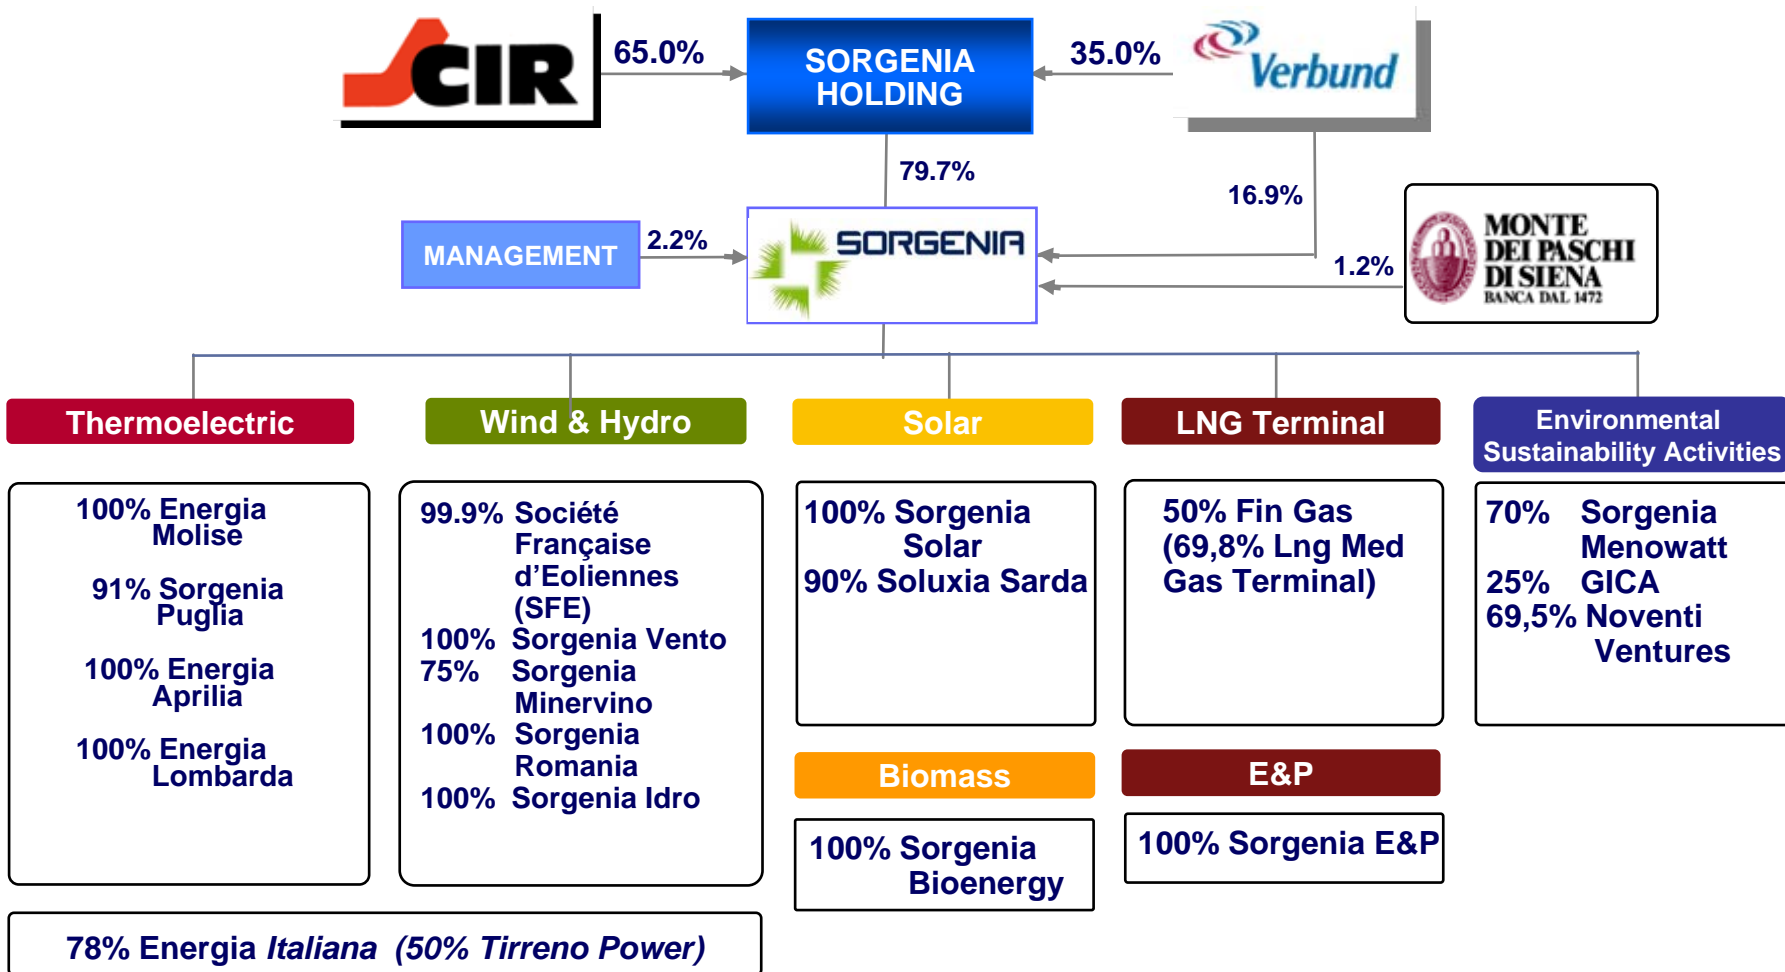 CIR
65.0%
SORGENIA
HOLDING
35.0%
Verbund
79.7%
16.9%
MANAGEMENT
2.2%
SORGENIA
1.2%
MONTE
DEI PASCHI
DI SIENA
BANCA DAL 1472
Thermoelectric
Wind & Hydro
Solar
LNG Terminal
Environmental
Sustainability Activities
100% Energia
Molise
91% Sorgenia
Puglia
100% Energia
Aprilia
100% Energia
Lombarda
99.9% Société
Française
d'Eoliennes
(SFE)
100% Sorgenia Vento
75% Sorgenia
Minervino
100% Sorgenia
Romania
100% Sorgenia Idro
100% Sorgenia
Solar
90% Soluxia Sarda
50% Fin Gas
(69,8% Lng Med
Gas Terminal)
70% Sorgenia
Menowatt
25% GICA
69,5% Noventi
Ventures
Biomass
E&P
100% Sorgenia
Bioenergy
100% Sorgenia E&P
78% Energia Italiana (50% Tirreno Power)